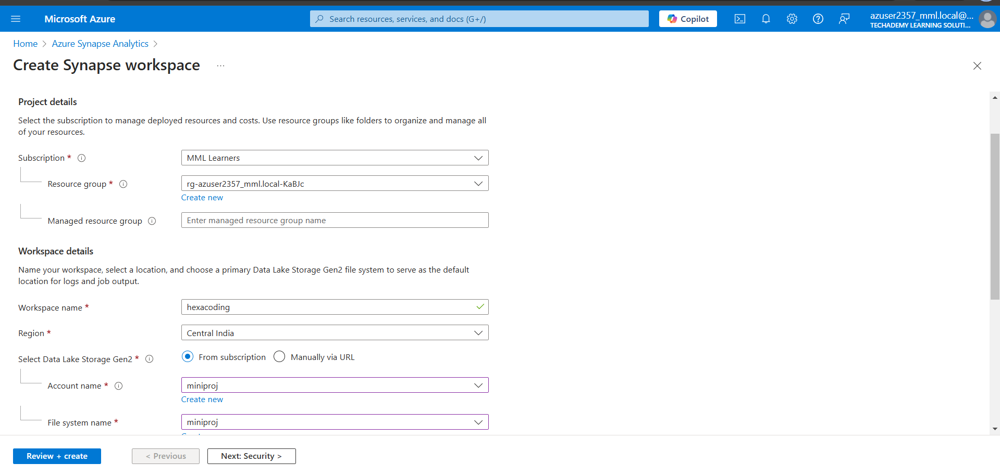 Microsoft Azure
Search resources, services, and docs (G+/)
Copilot
azuser2357_mml.local@...
TECHADEMY LEARNING SOLUTI...
Home > Azure Synapse Analytics >
Create Synapse workspace ...
Project details
Select the subscription to manage deployed resources and costs. Use resource groups like folders to organize and manage all
of your resources.
Subscription *
MML Learners
Resource group *
rg-azuser2357_mml.local-KaBJc
Create new
Managed resource group
Enter managed resource group name
Workspace details
Name your workspace, select a location, and choose a primary Data Lake Storage Gen2 file system to serve as the default
location for logs and job output.
Workspace name *
hexacoding
Region *
Central India
Select Data Lake Storage Gen2 *
From subscription
Manually via URL
Account name *
miniproj
Create new
File system name *
miniproj
Review + create
< Previous
Next: Security >